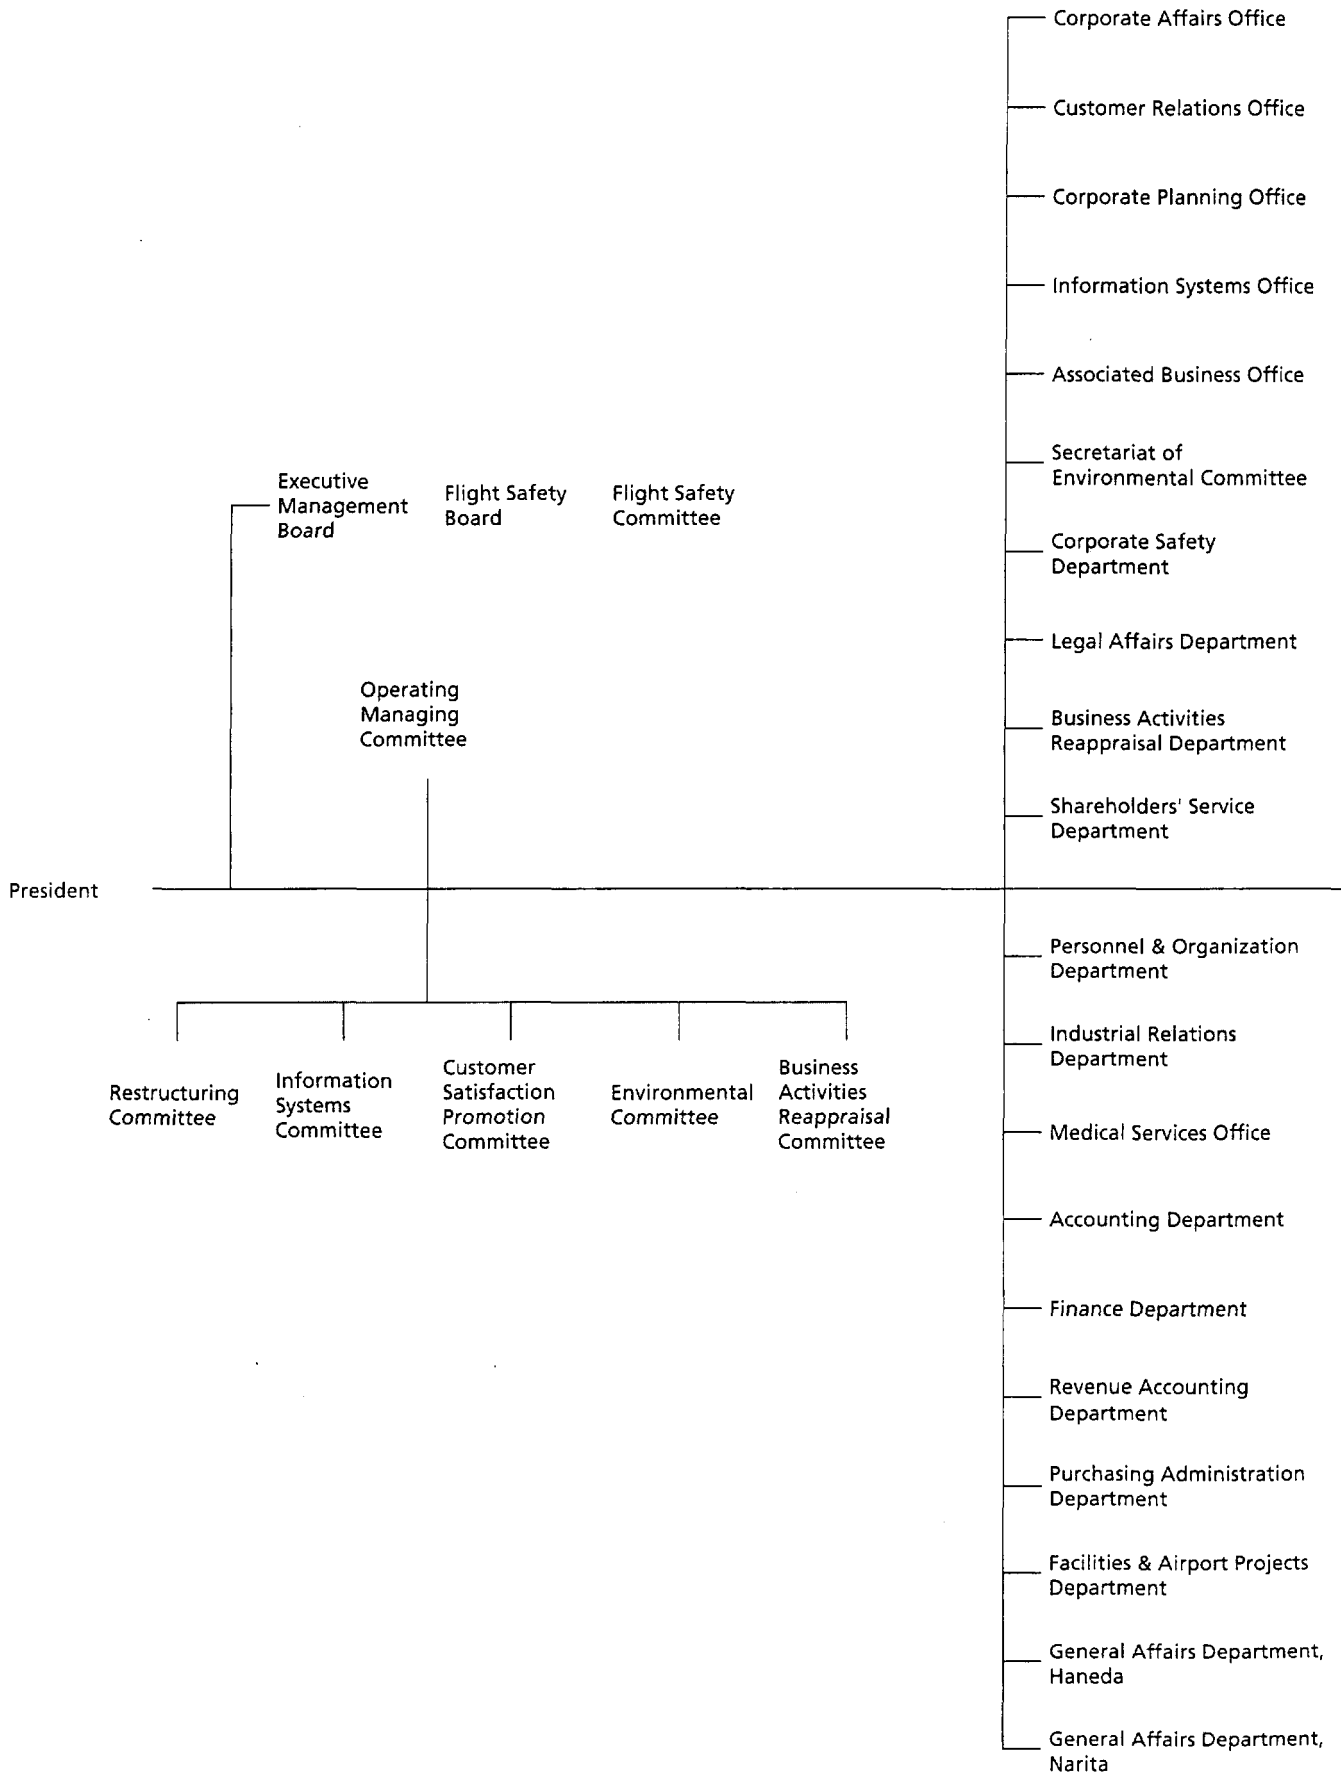 Corporate Affairs Office
Customer Relations Office
Corporate Planning Office
Information Systems Office
Associated Business Office
Secretariat of
Environmental Committee
Executive
Management
Board
Flight Safety
Board
Flight Safety
Committee
Corporate Safety
Department
Legal Affairs Department
Operating
Managing
Committee
Business Activities
Reappraisal Department
Shareholders' Service
Department
President
Personnel & Organization
Department
Industrial Relations
Department
Restructuring
Committee
Information
Systems
Committee
Customer
Satisfaction
Promotion
Committee
Environmental
Committee
Business
Activities
Reappraisal
Committee
Medical Services Office
Accounting Department
Finance Department
Revenue Accounting
Department
Purchasing Administration
Department
Facilities & Airport Projects
Department
General Affairs Department,
Haneda
General Affairs Department,
Narita